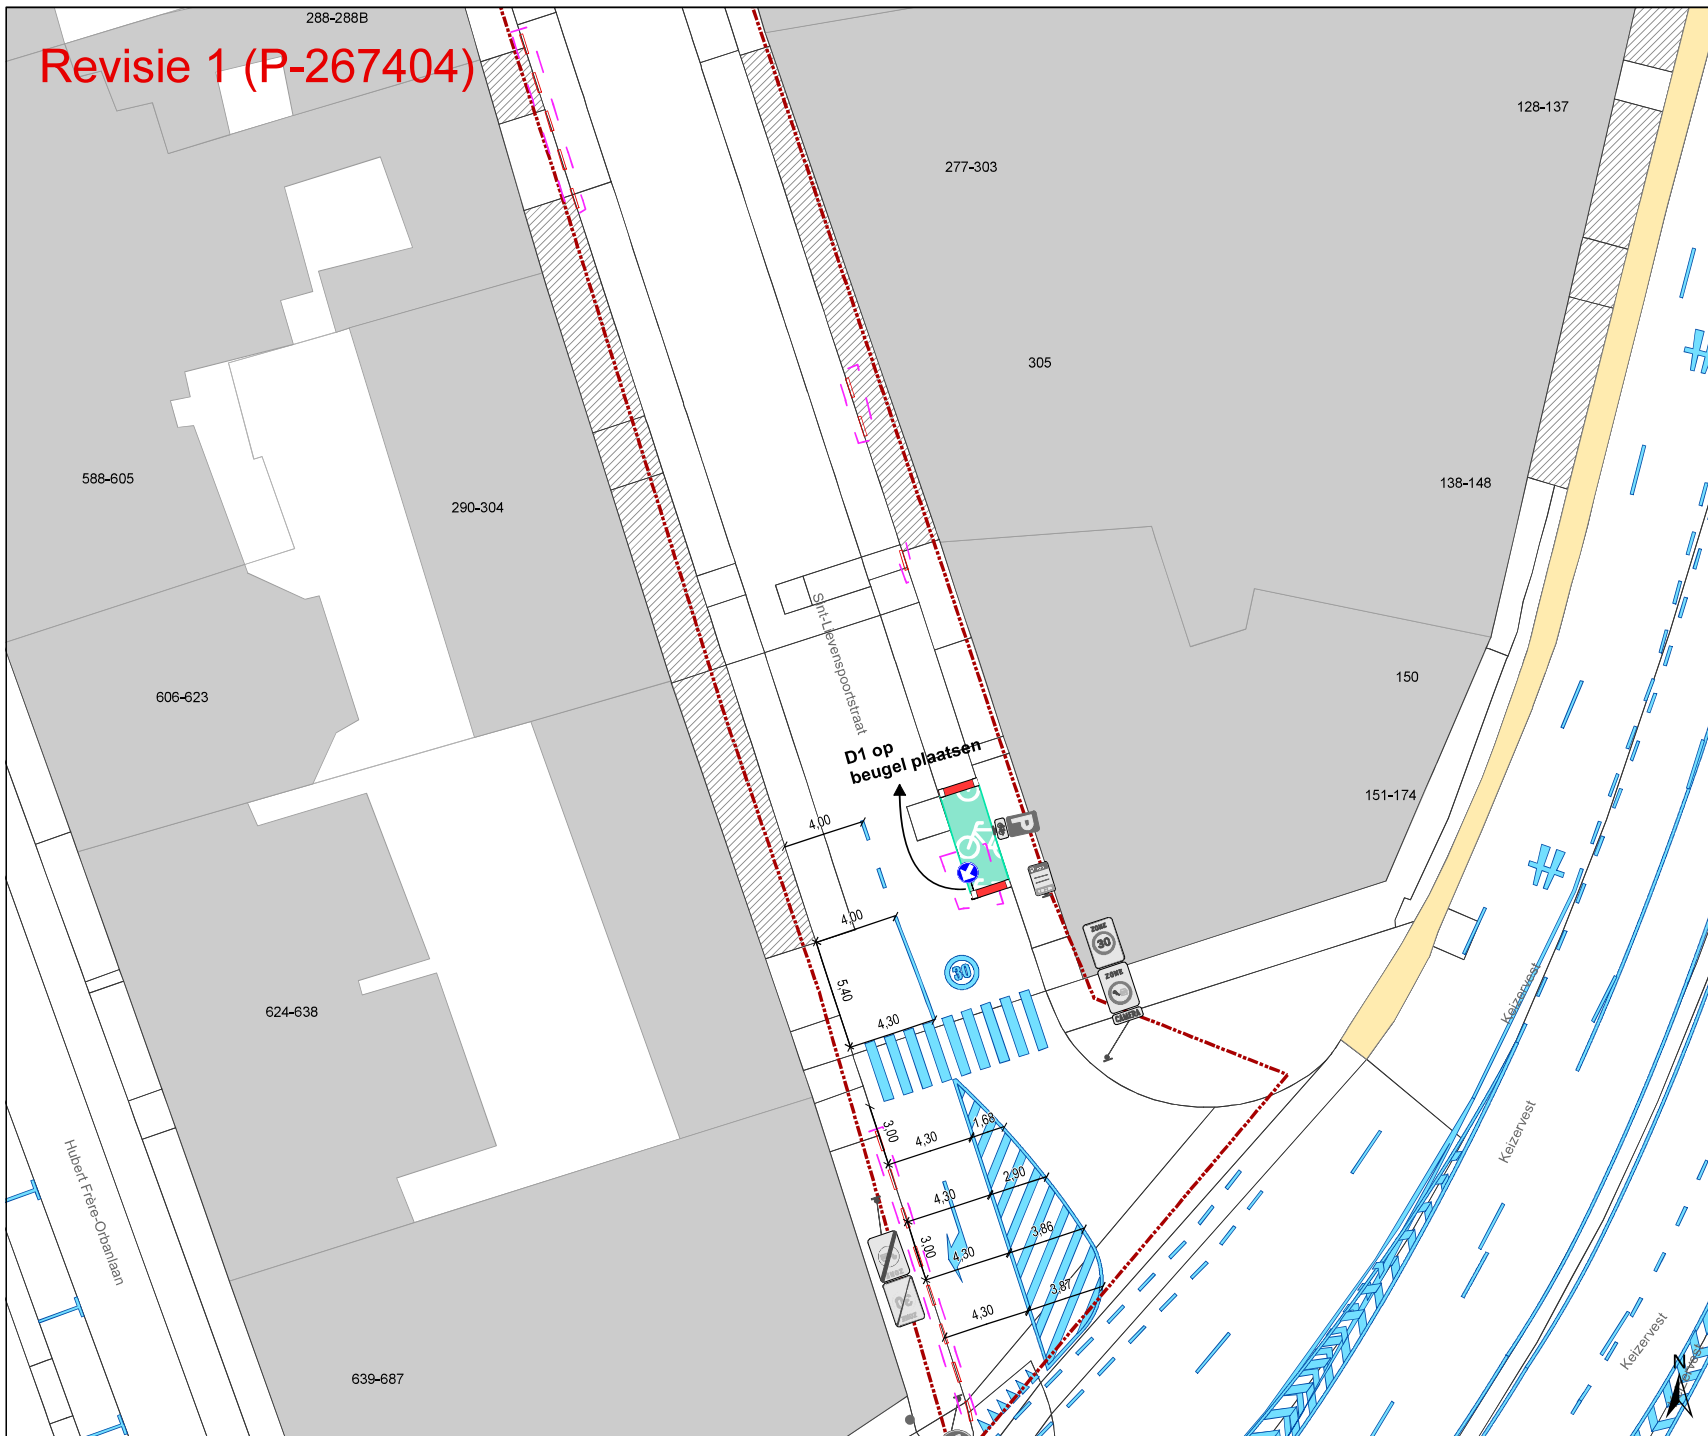 288-288B
Revisie 1 (P-267404)
128-137
277-303
305
138-148
588-605
290-304
Sint-Lievenspoortstraat
606-623
150
D1 op
beugel plaatsen
151-174
4,00
P
4,00
ZONE
30
5,40
30
ZONE
4,30
CAMERA
Keizervest
624-638
3,00
4,30
1,68
Keizervest
Hubert Frère-Orbanlaan
4,30
2,90
3,00
4,30
3,86
ZONE
30
4,30
3,87
Keizervest
N
639-687